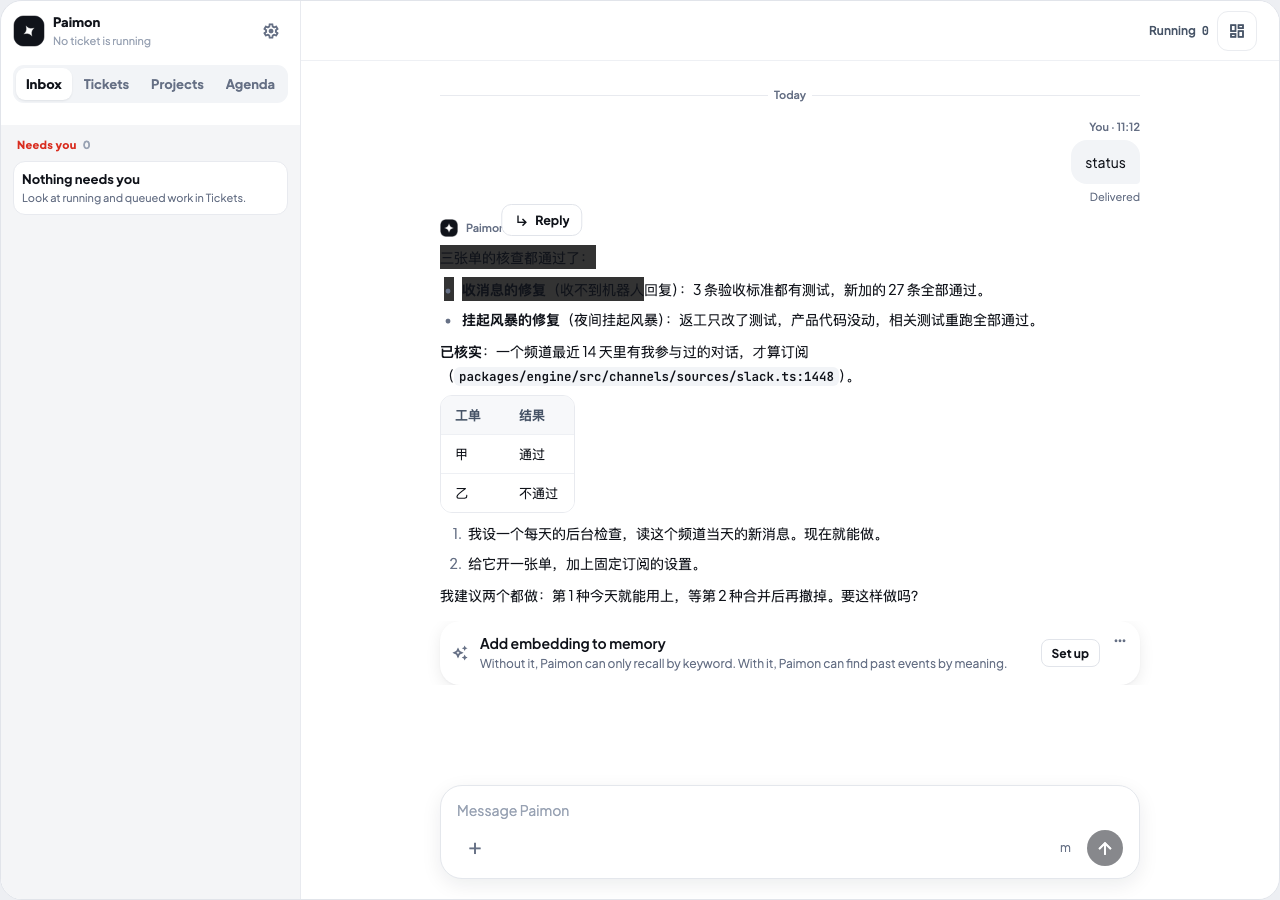 Paimon
No ticket is running
Inbox Tickets Projects Agenda
Needs you 0
Nothing needs you
Look at running and queued work in Tickets.
Running 0
Today
You · 11:12
status
Delivered
Paimon
Reply
三张单的核查都通过了：
• 收消息的修复（收不到机器人回复）：3 条验收标准都有测试，新加的 27 条全部通过。
• 挂起风暴的修复（夜间挂起风暴）：返工只改了测试，产品代码没动，相关测试重跑全部通过。
已核实：一个频道最近 14 天里有我参与过的对话，才算订阅
（packages/engine/src/channels/sources/slack.ts:1448）。
工单 结果
甲 通过
乙 不通过
1. 我设一个每天的后台检查，读这个频道当天的新消息。现在就能做。
2. 给它开一张单，加上固定订阅的设置。
我建议两个都做：第 1 种今天就能用上，等第 2 种合并后再撤掉。要这样做吗？
Add embedding to memory
Without it, Paimon can only recall by keyword. With it, Paimon can find past events by meaning.
Set up
Message Paimon
m